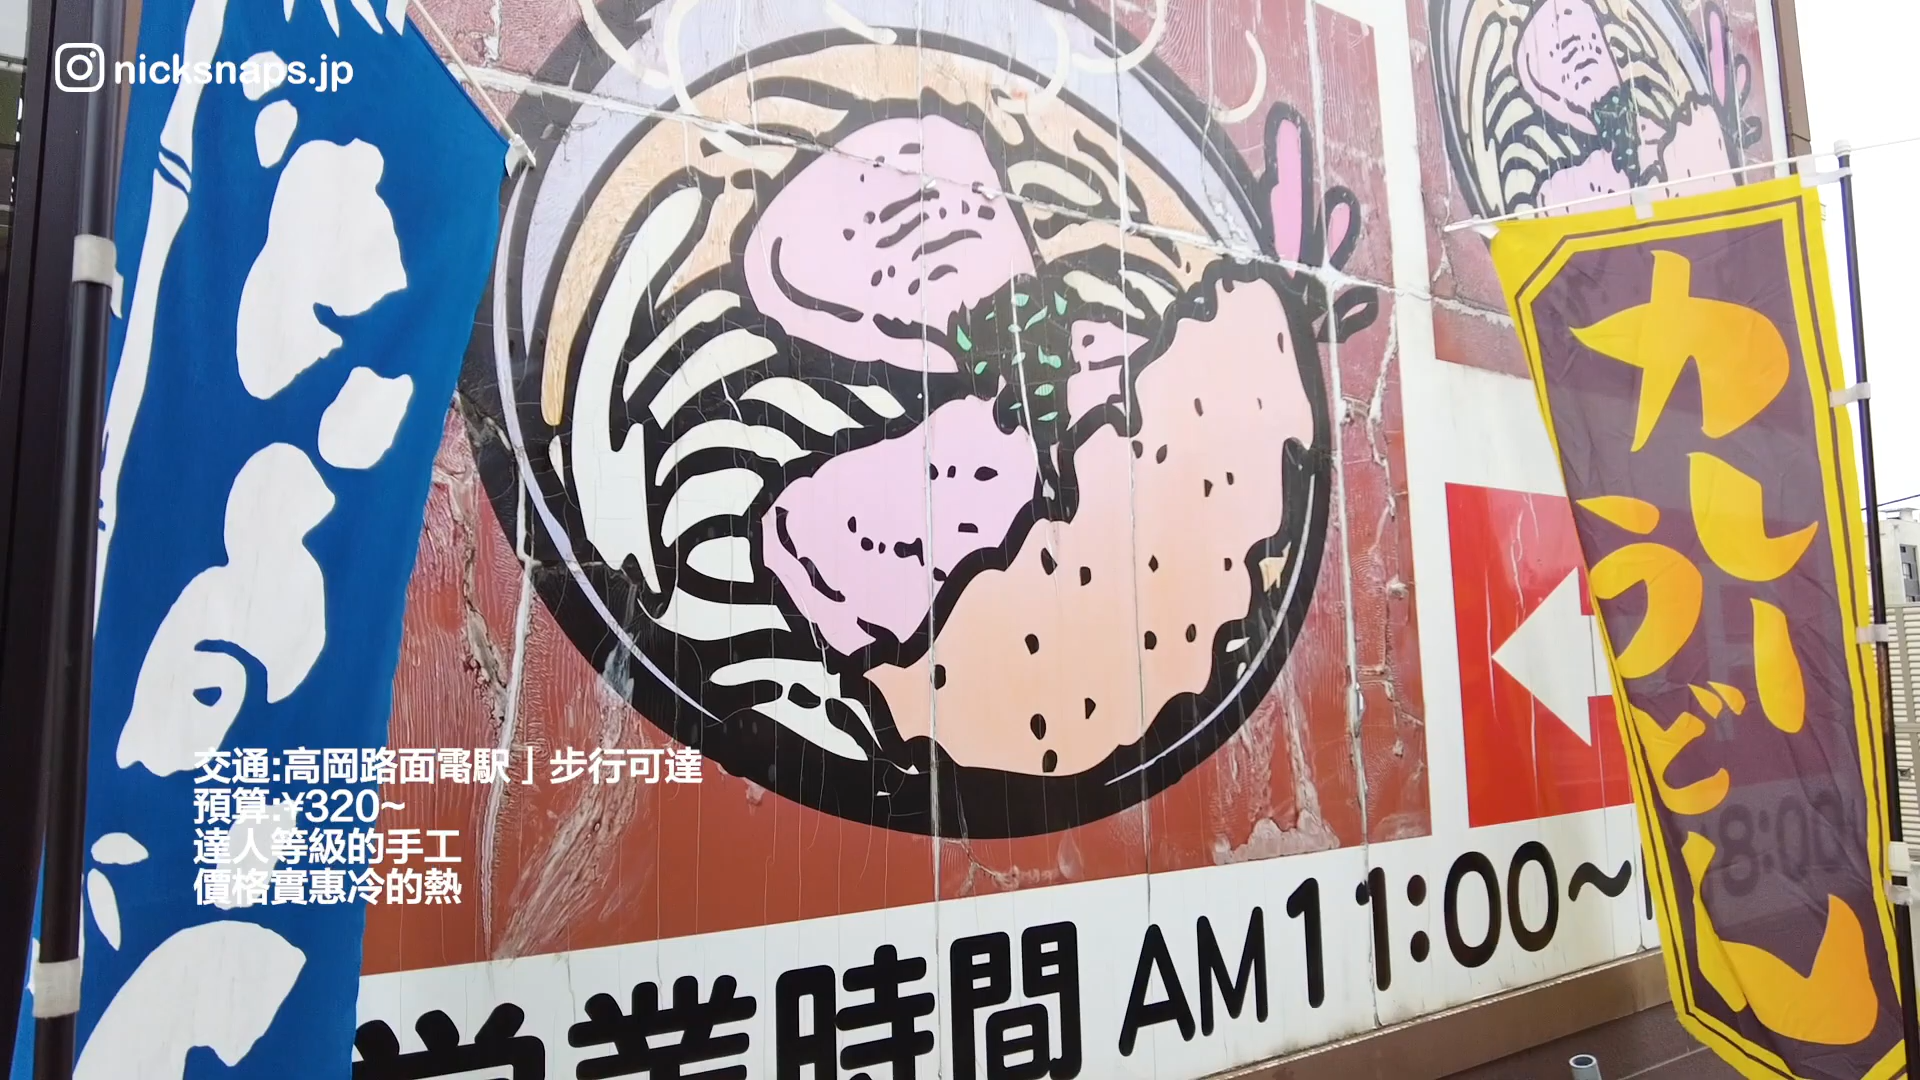 nicksnaps.jp
カレーうどん
交通:高岡路面電駅」步行可達
預算:¥320~
達人等級的手工
價格實惠冷的熱
営業時間 AM11:00~